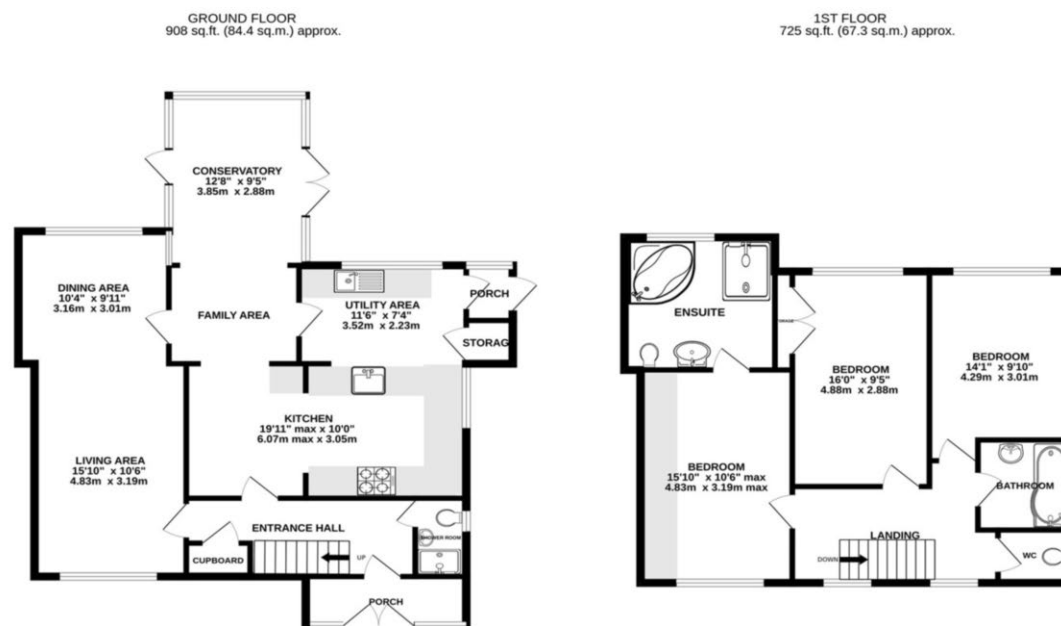 GROUND FLOOR
908 sq.ft. (84.4 sq.m.) approx.
CONSERVATORY
12'8" x 9'5"
3.85m x 2.88m
DINING AREA
10'4" x 9'11"
3.16m x 3.01m
FAMILY AREA
UTILITY AREA
11'6" x 7'4"
3.52m x 2.23m
PORCH
STORAG
KITCHEN
19'11" max x 10'0"
6.07m max x 3.05m
LIVING AREA
15'10" x 10'6"
4.83m x 3.19m
ENTRANCE HALL
SHOWER ROOM
CUPBOARD
UP
PORCH
1ST FLOOR
725 sq.ft. (67.3 sq.m.) approx.
ENSUITE
BEDROOM
16'0" x 9'5"
4.88m x 2.88m
BEDROOM
14'1" x 9'10"
4.29m x 3.01m
BEDROOM
15'10" x 10'6" max
4.83m x 3.19m max
BATHROOM
LANDING
DOWN
WC